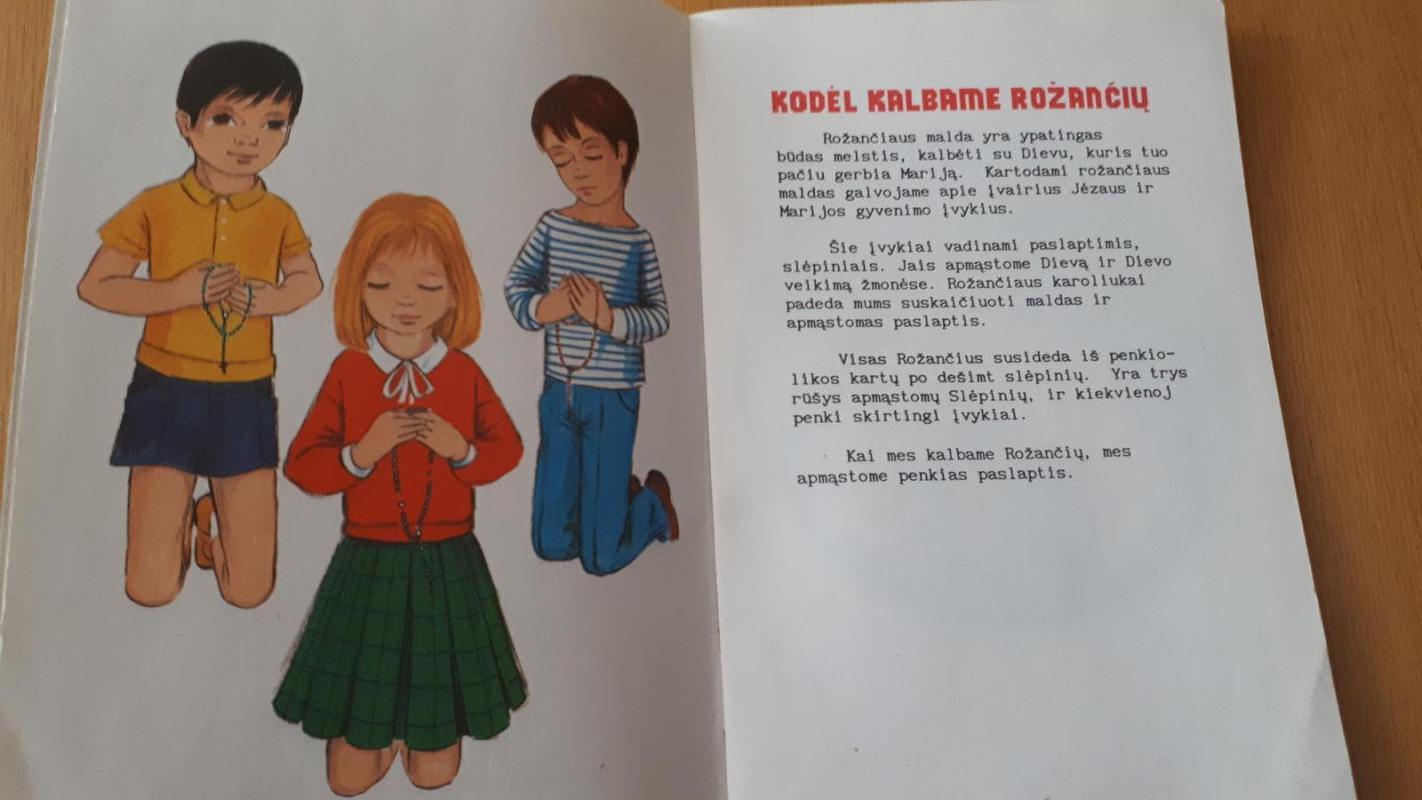 KODĖL KALBAME ROŽANČIŲ
Rožančiaus malda yra ypatingas
būdas melstis, kalbėti su Dievu, kuris tuo
pačiu gerbia Mariją. Kartodami rožančiaus
maldas galvojame apie įvairius Jėzaus ir
Marijos gyvenimo įvykius.
Šie įvykiai vadinami paslaptimis,
slėpiniais. Jais apmąstome Dievą ir Dievo
veikimą žmonėse. Rožančiaus karoliukai
padeda mums suskaičiuoti maldas ir
apmąstomas paslaptis.
Visas Rožančius susideda iš penkio-
likos kartų po dešimt slėpinių. Yra trys
rūšys apmąstomų Slėpinių, ir kiekvienoj
penki skirtingi įvykiai.
Kai mes kalbame Rožančių, mes
apmąstome penkias paslaptis.